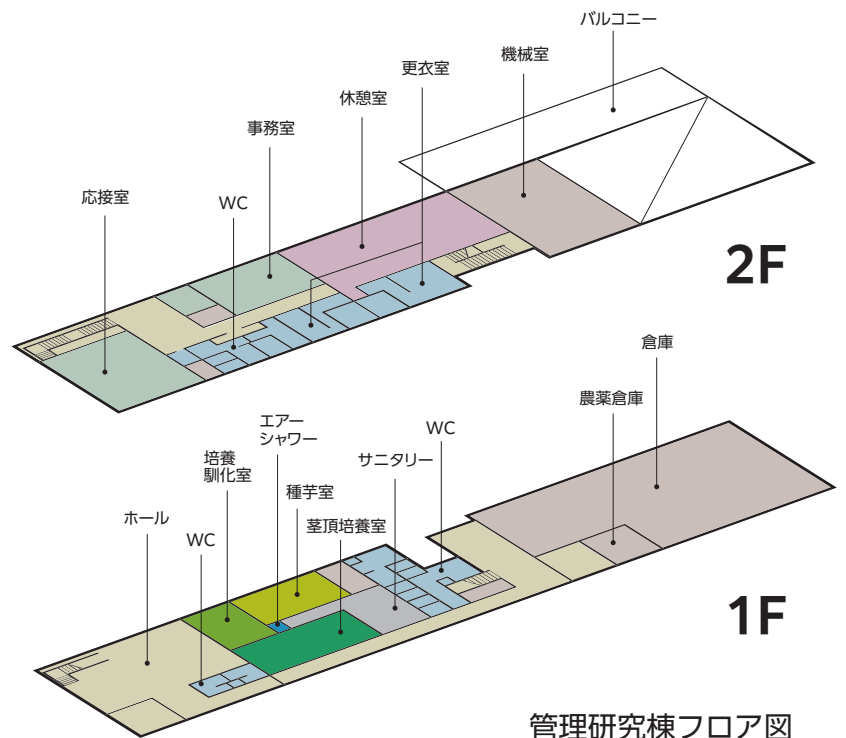 バルコニー
機械室
更衣室
休憩室
事務室
WC
応接室
2F
倉庫
農薬倉庫
WC
エアー
シャワー
サニタリー
培養
馴化室
種芋室
茎頂培養室
ホール
WC
1F
管理研究棟フロア図